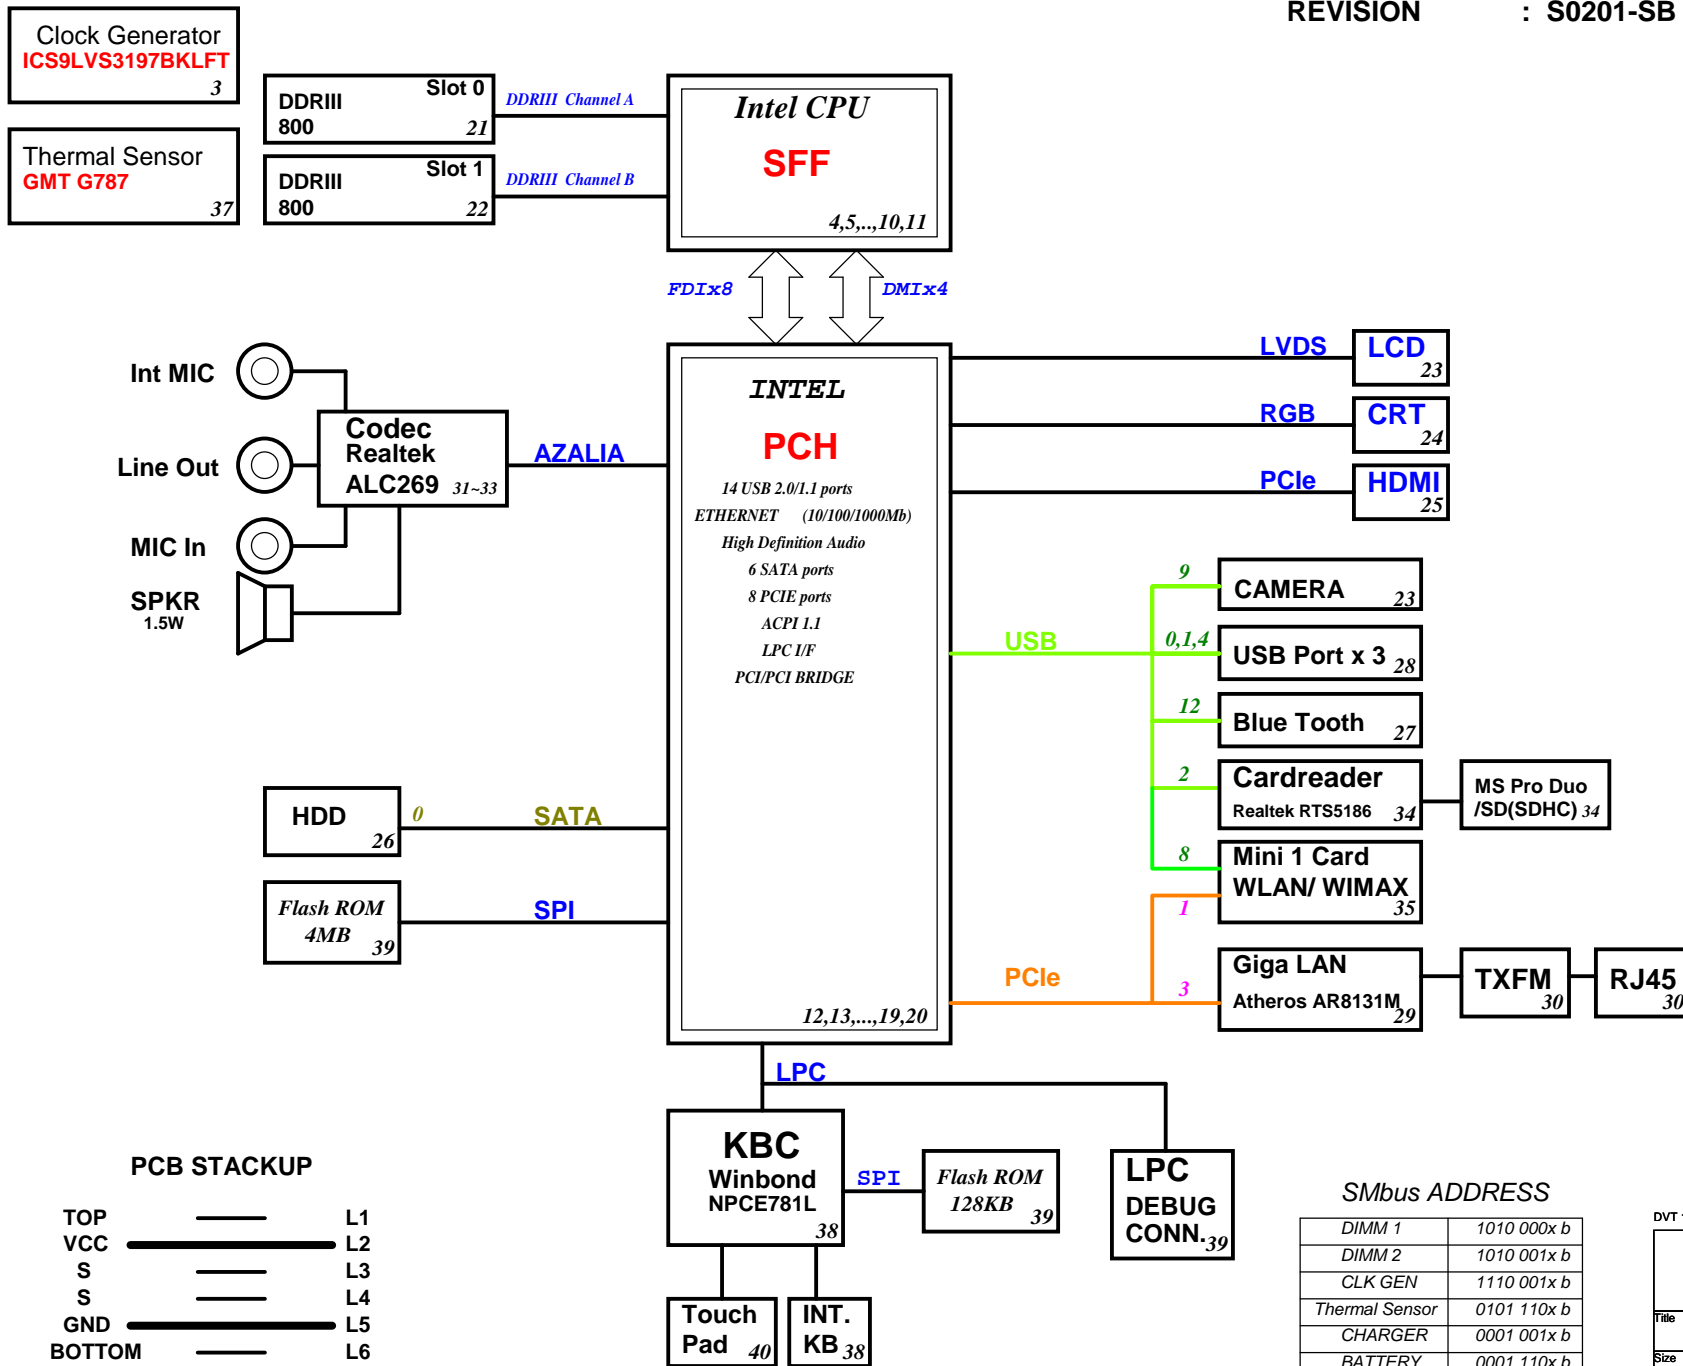 REVISION : S0201-SB
Clock Generator
ICS9LVS3197BKLFT
3
Thermal Sensor
GMT G787
37
DDRIII Slot 0
800 21
DDRIII Channel A
DDRIII Slot 1
800 22
DDRIII Channel B
Intel CPU
SFF
4,5,..,10,11
FDIx8
DMIx4
Int MIC
Line Out
MIC In
SPKR
1.5W
Codec
Realtek
ALC269 31~33
AZALIA
INTEL
PCH
14 USB 2.0/1.1 ports
ETHERNET (10/100/1000Mb)
High Definition Audio
6 SATA ports
8 PCIE ports
ACPI 1.1
LPC I/F
PCI/PCI BRIDGE
12,13,...,19,20
LVDS
LCD
23
RGB
CRT
24
PCIe
HDMI
25
USB
9
CAMERA 23
0,1,4
USB Port x 3 28
12
Blue Tooth 27
2
Cardreader
Realtek RTS5186 34
MS Pro Duo
/SD(SDHC) 34
8
Mini 1 Card
WLAN/ WIMAX
35
1
PCIe
3
Giga LAN
Atheros AR8131M
29
TXFM
30
RJ45
30
HDD
26
0
SATA
Flash ROM
4MB 39
SPI
LPC
KBC
Winbond
NPCE781L
38
SPI
Flash ROM
128KB 39
LPC
DEBUG
CONN. 39
Touch
Pad 40
INT.
KB 38
PCB STACKUP
TOP L1
VCC L2
S L3
S L4
GND L5
BOTTOM L6
SMbus ADDRESS
DIMM 1 1010 000x b
DIMM 2 1010 001x b
CLK GEN 1110 001x b
Thermal Sensor 0101 110x b
CHARGER 0001 001x b
BATTERY 0001 110x b
DVT
Title
Size